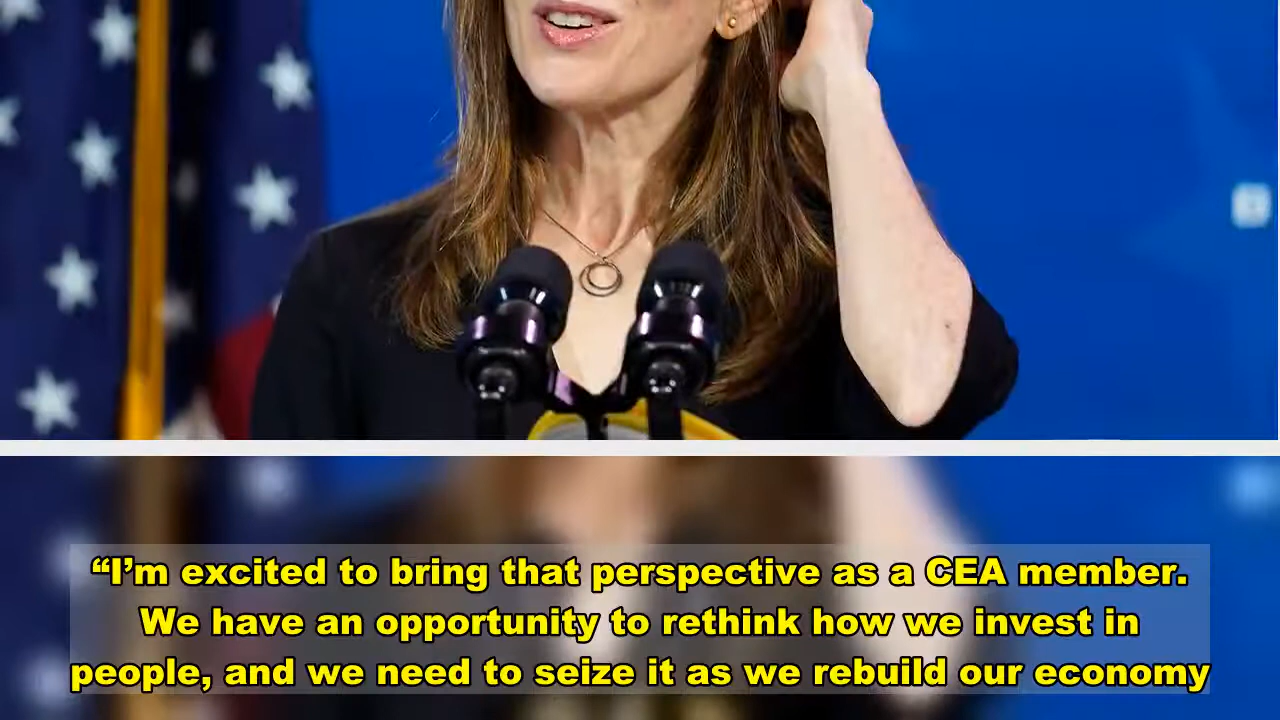 “I’m excited to bring that perspective as a CEA member.
We have an opportunity to rethink how we invest in
people, and we need to seize it as we rebuild our economy